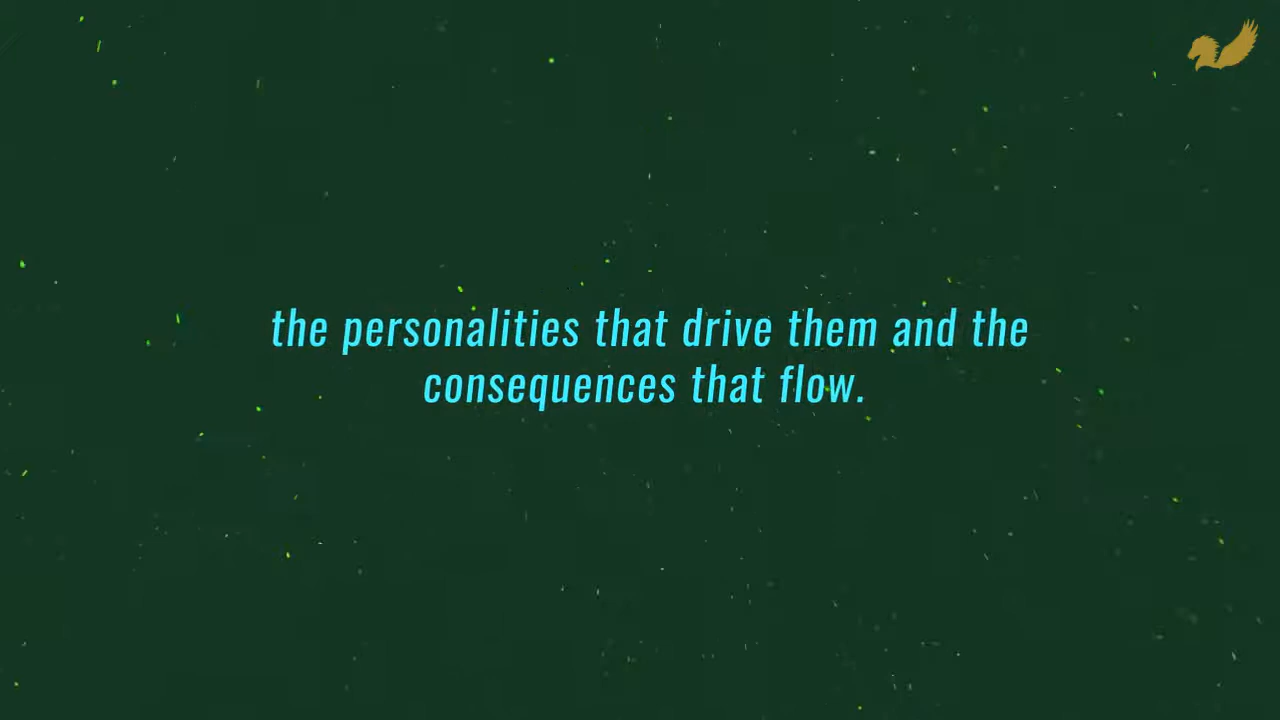 the personalities that drive them and the
consequences that flow.